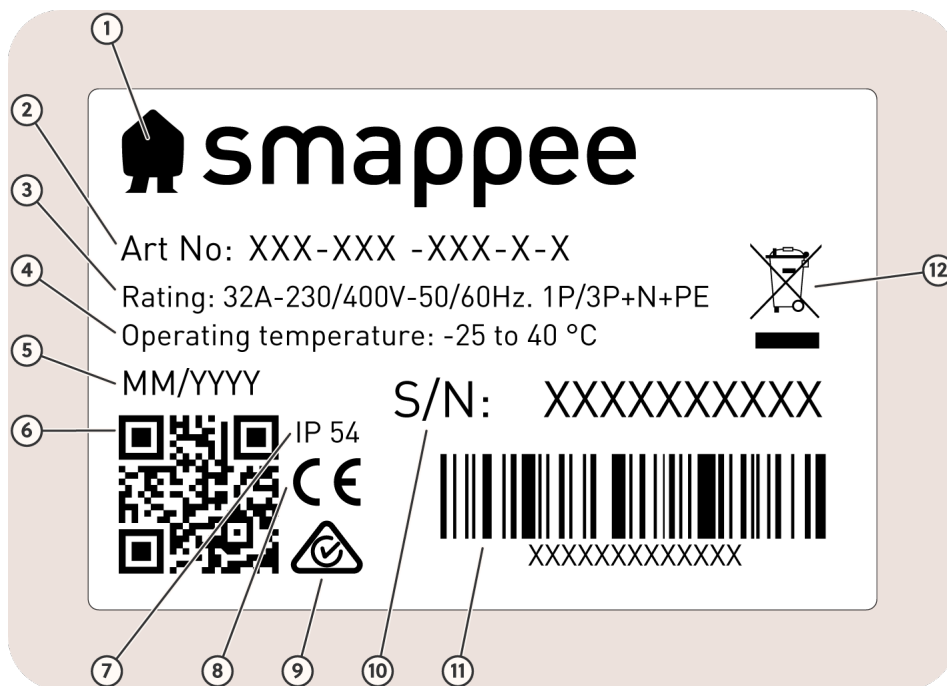 1
2
3
4
5
6
7
8
9
10
11
12
smappee
Art No: XXX-XXX -XXX-X-X
Rating: 32A-230/400V-50/60Hz. 1P/3P+N+PE
Operating temperature: -25 to 40 °C
MM/YYYY
S/N: XXXXXXXXXX
IP 54
CE
XXXXXXXXXXXXX